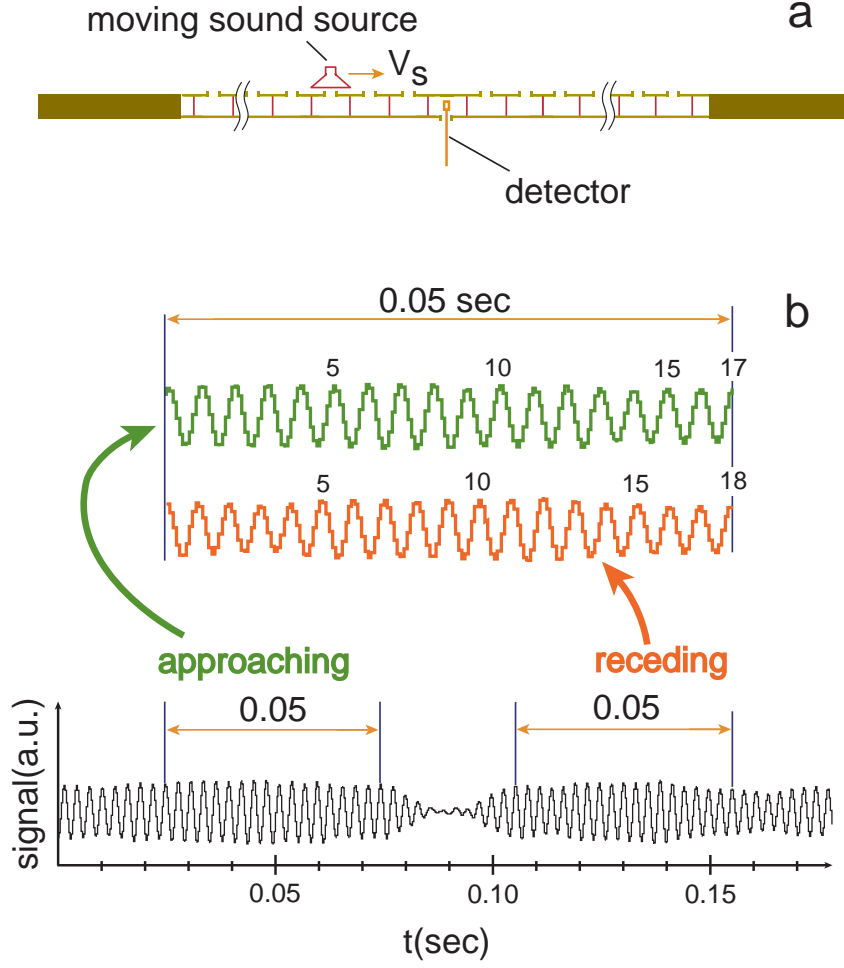 a
moving sound source
V_s
detector
b
0.05 sec
5 10 15 17
5 10 15 18
approaching
receding
0.05 0.05
signal(a.u.)
0.05 0.10 0.15
t(sec)